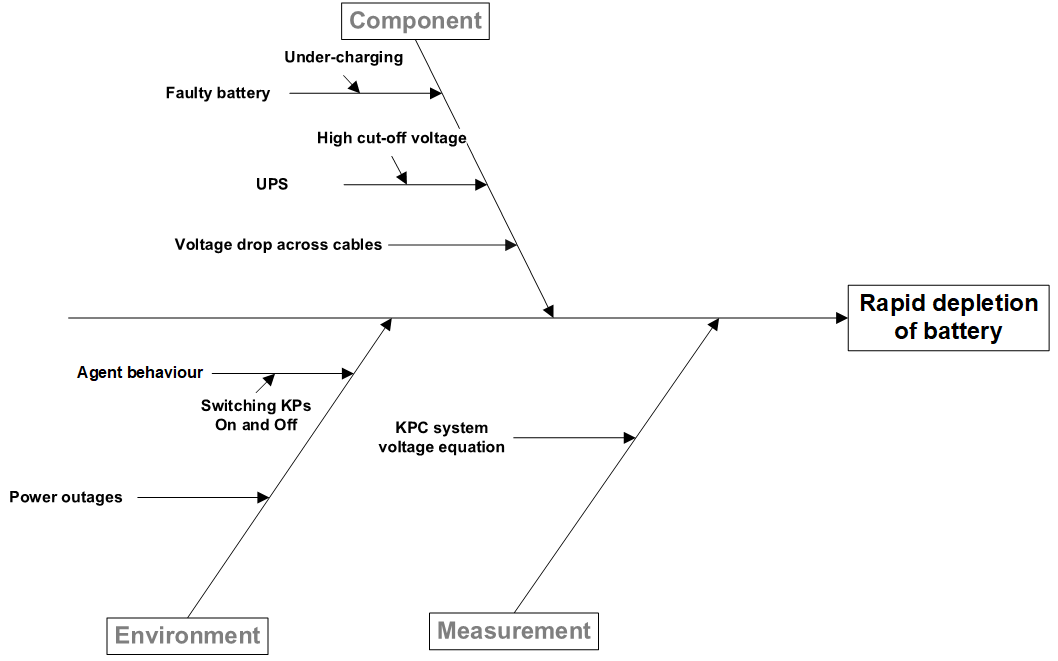 Component
Under-charging
Faulty battery
High cut-off voltage
UPS
Voltage drop across cables
Rapid depletion
of battery
Agent behaviour
Switching KPs
On and Off
KPC system
voltage equation
Power outages
Environment
Measurement